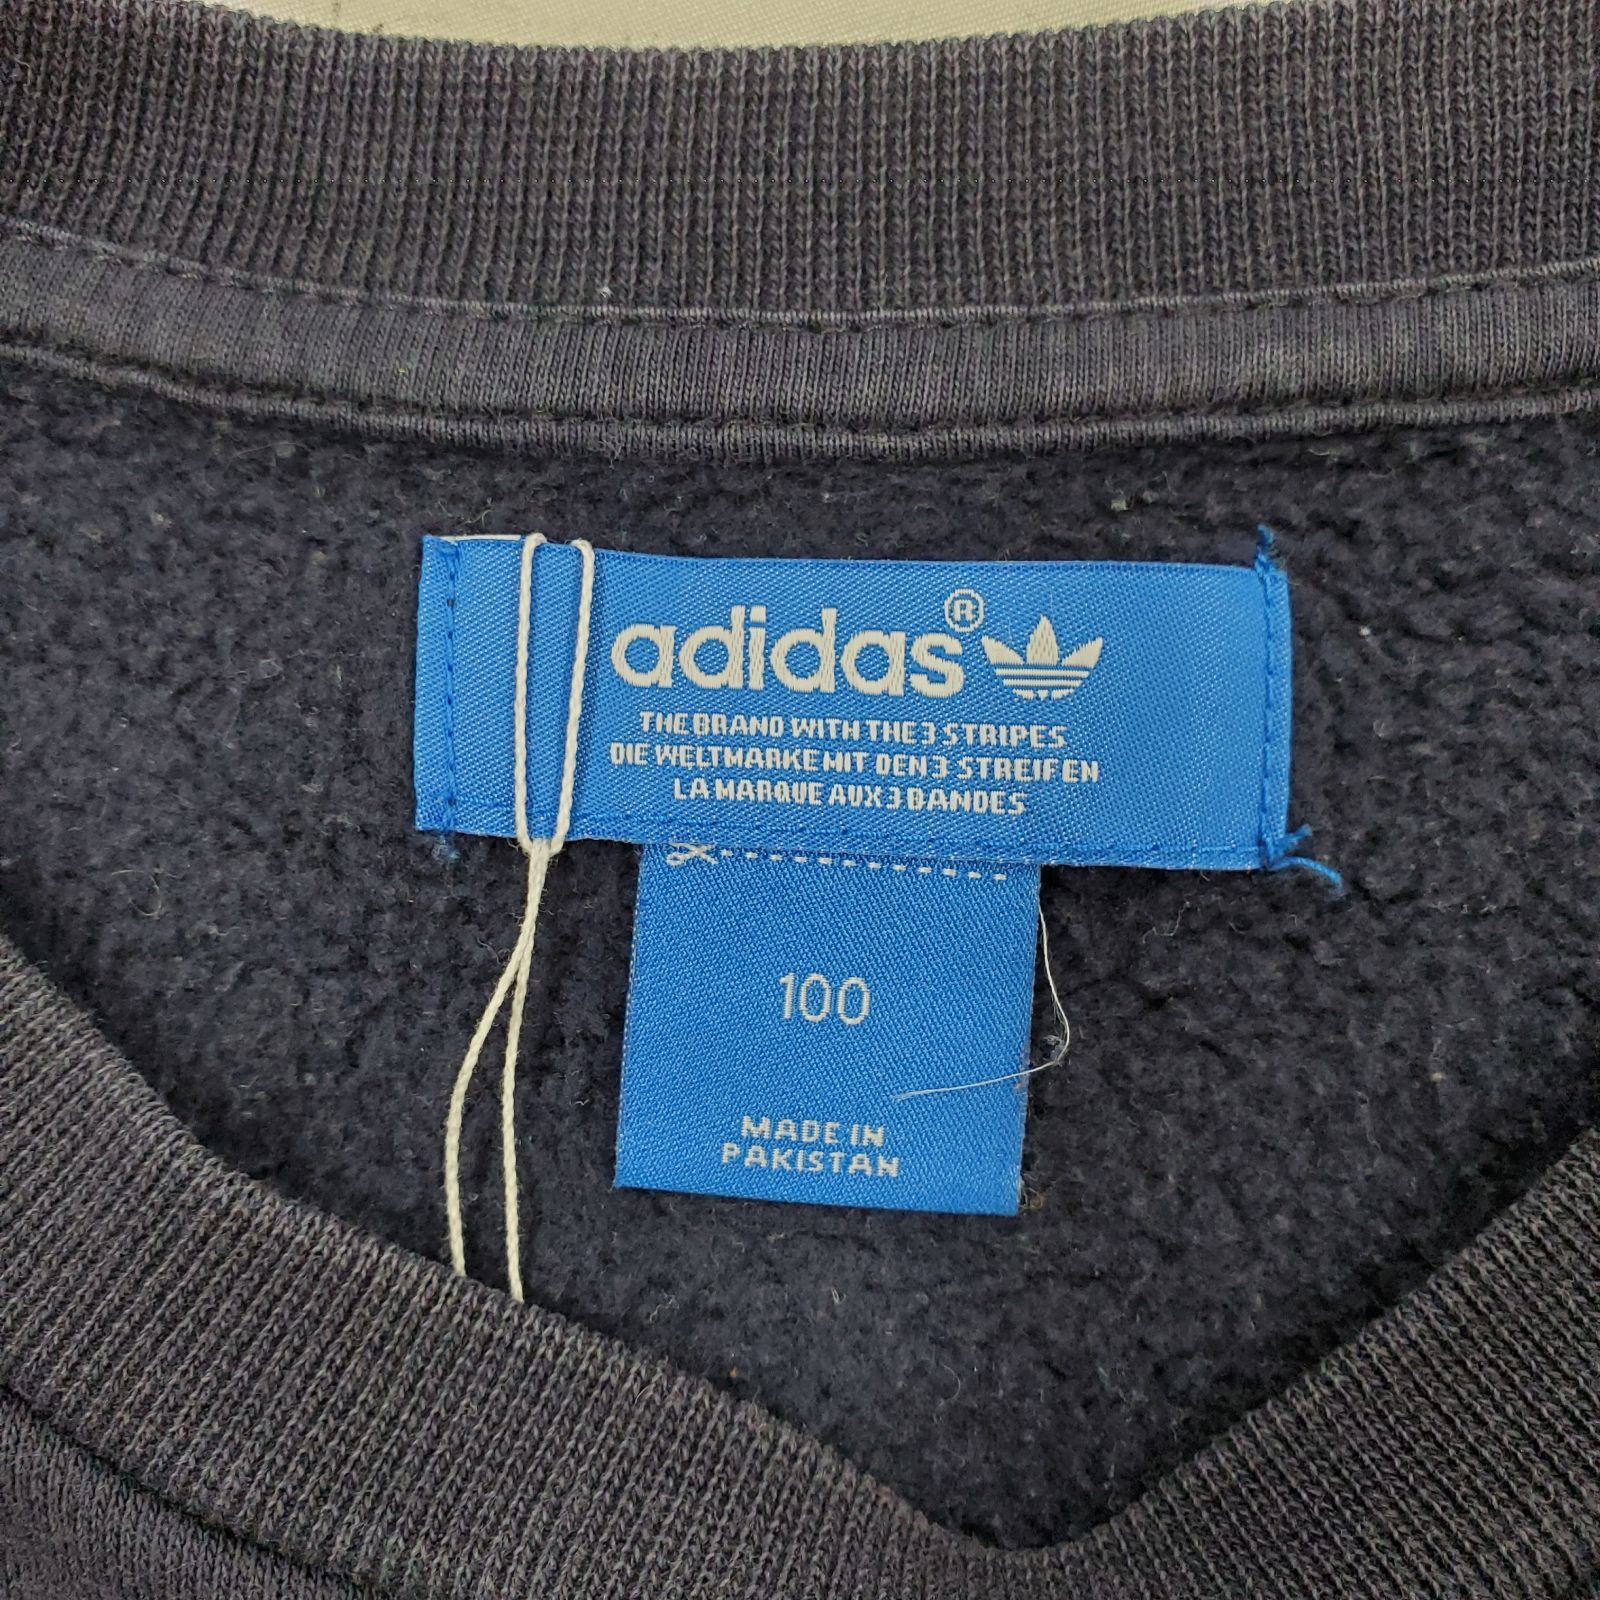 adidas®
THE BRAND WITH THE 3 STRIPES
DIE WELTMARKE MIT DEN 3 STREIFEN
LA MARQUE AUX 3 BANDES
100
MADE IN
PAKISTAN